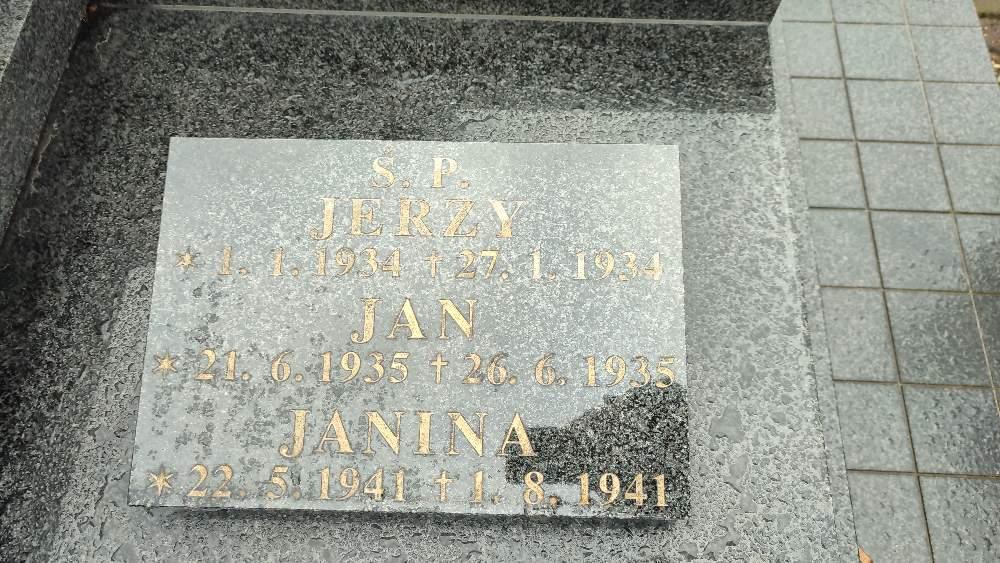 Ś. P.
JERZY
* 1. 1. 1934 † 27. 1. 1934
JAN
* 21. 6. 1935 † 26. 6. 1935
JANINA
* 22. 5. 1941 † 1. 8. 1941